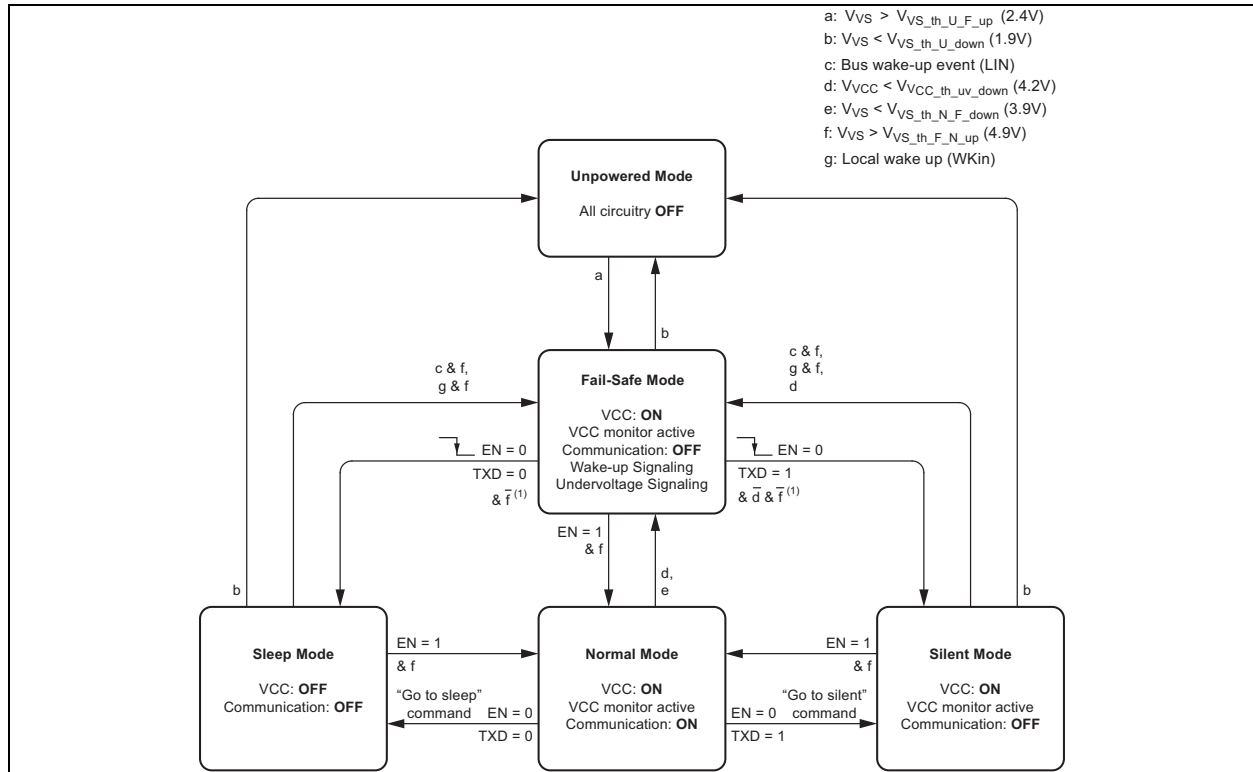 a: VVS > VVS_th_U_F_up (2.4V)
b: VVS < VVS_th_U_down (1.9V)
c: Bus wake-up event (LIN)
d: VVCC < VVCC_th_uv_down (4.2V)
e: VVS < VVS_th_N_F_down (3.9V)
f: VVS > VVS_th_F_N_up (4.9V)
g: Local wake up (WKin)
Unpowered Mode
All circuitry OFF
a
b
c & f,
g & f
c & f,
g & f,
d
Fail-Safe Mode
VCC: ON
VCC monitor active
Communication: OFF
Wake-up Signaling
Undervoltage Signaling
EN = 0
TXD = 0
& f̅ (1)
EN = 0
TXD = 1
& d̅ & f̅ (1)
EN = 1
& f
d,
e
b
b
Sleep Mode
VCC: OFF
Communication: OFF
EN = 1
& f
“Go to sleep”
command
EN = 0
TXD = 0
Normal Mode
VCC: ON
VCC monitor active
Communication: ON
EN = 1
& f
“Go to silent”
command
EN = 0
TXD = 1
Silent Mode
VCC: ON
VCC monitor active
Communication: OFF